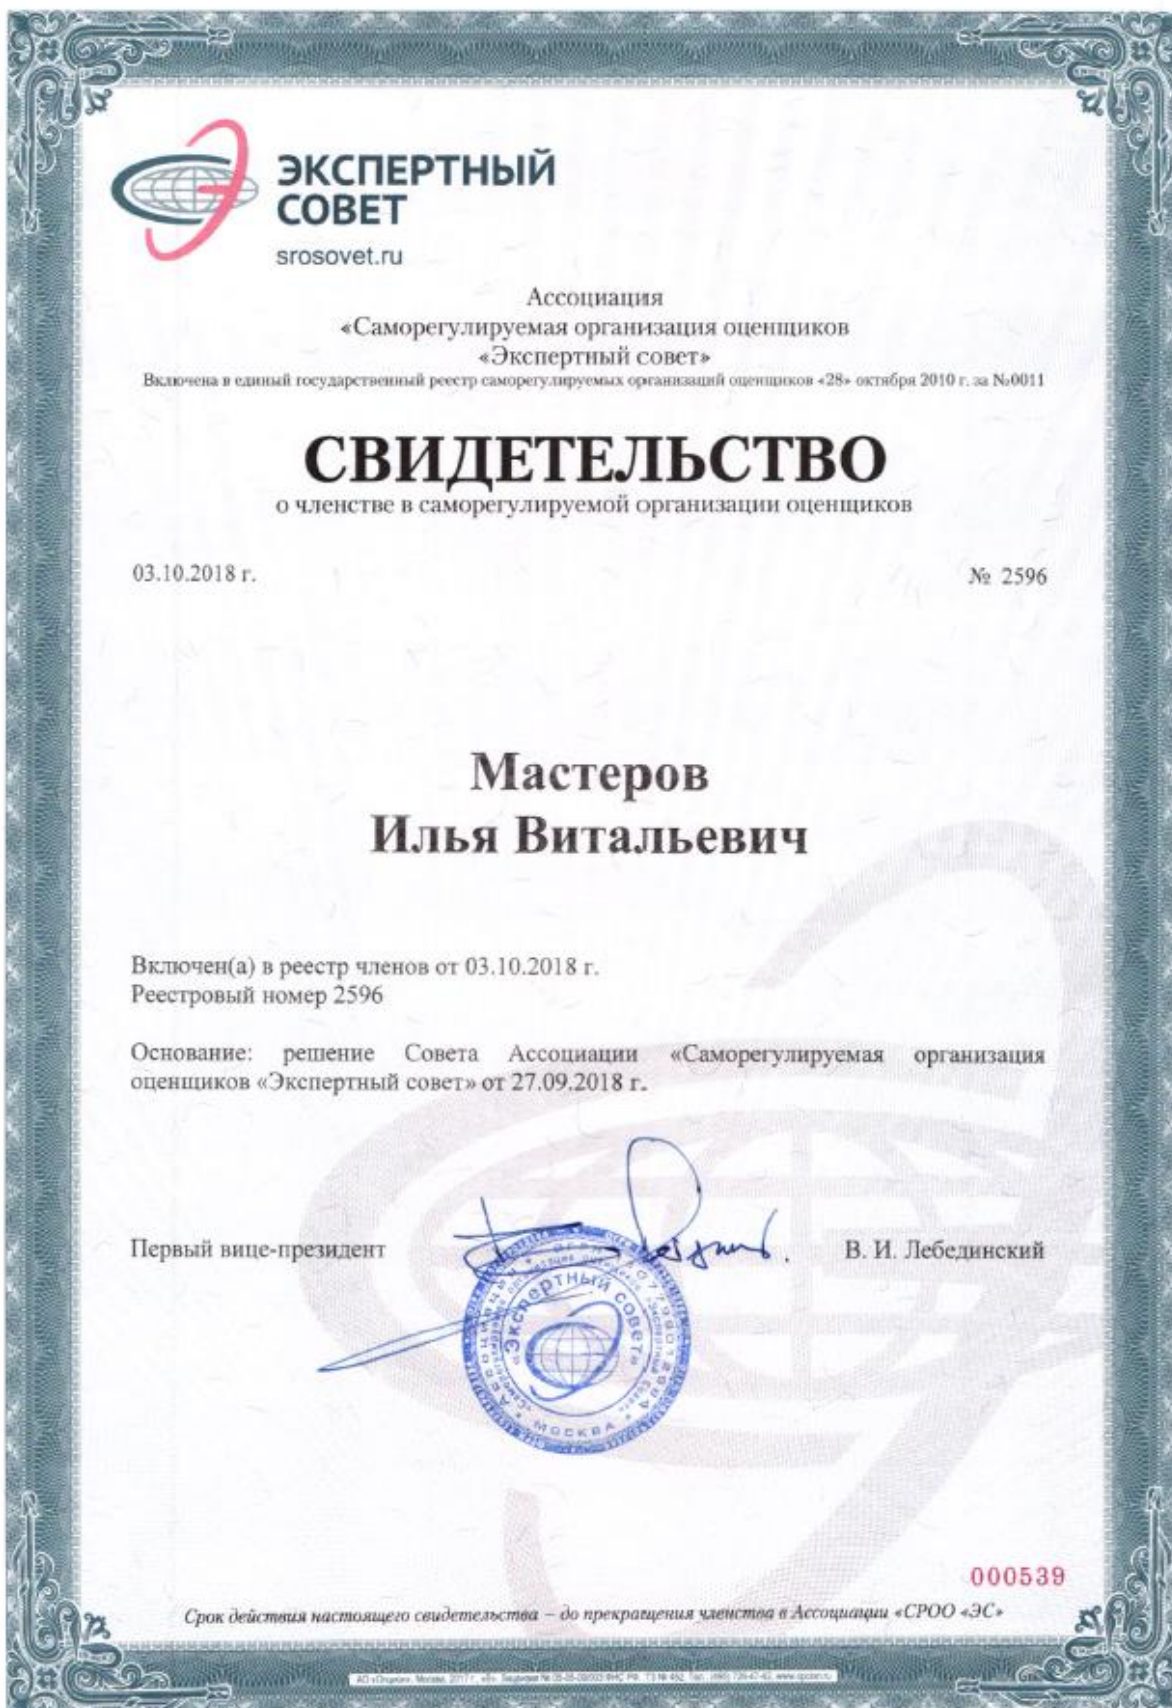 ЭКСПЕРТНЫЙ
СОВЕТ
srosovet.ru
Ассоциация
«Саморегулируемая организация оценщиков
«Экспертный совет»
Включена в единый государственный реестр саморегулируемых организаций оценщиков «28» октября 2010 г. за №0011
СВИДЕТЕЛЬСТВО
о членстве в саморегулируемой организации оценщиков
03.10.2018 г.
№ 2596
Мастеров
Илья Витальевич
Включен(а) в реестр членов от 03.10.2018 г.
Реестровый номер 2596
Основание: решение Совета Ассоциации «Саморегулируемая организация
оценщиков «Экспертный совет» от 27.09.2018 г.
Первый вице-президент
В. И. Лебединский
«Экспертный совет»
МОСКВА
000539
Срок действия настоящего свидетельства – до прекращения членства в Ассоциации «СРОО «ЭС»